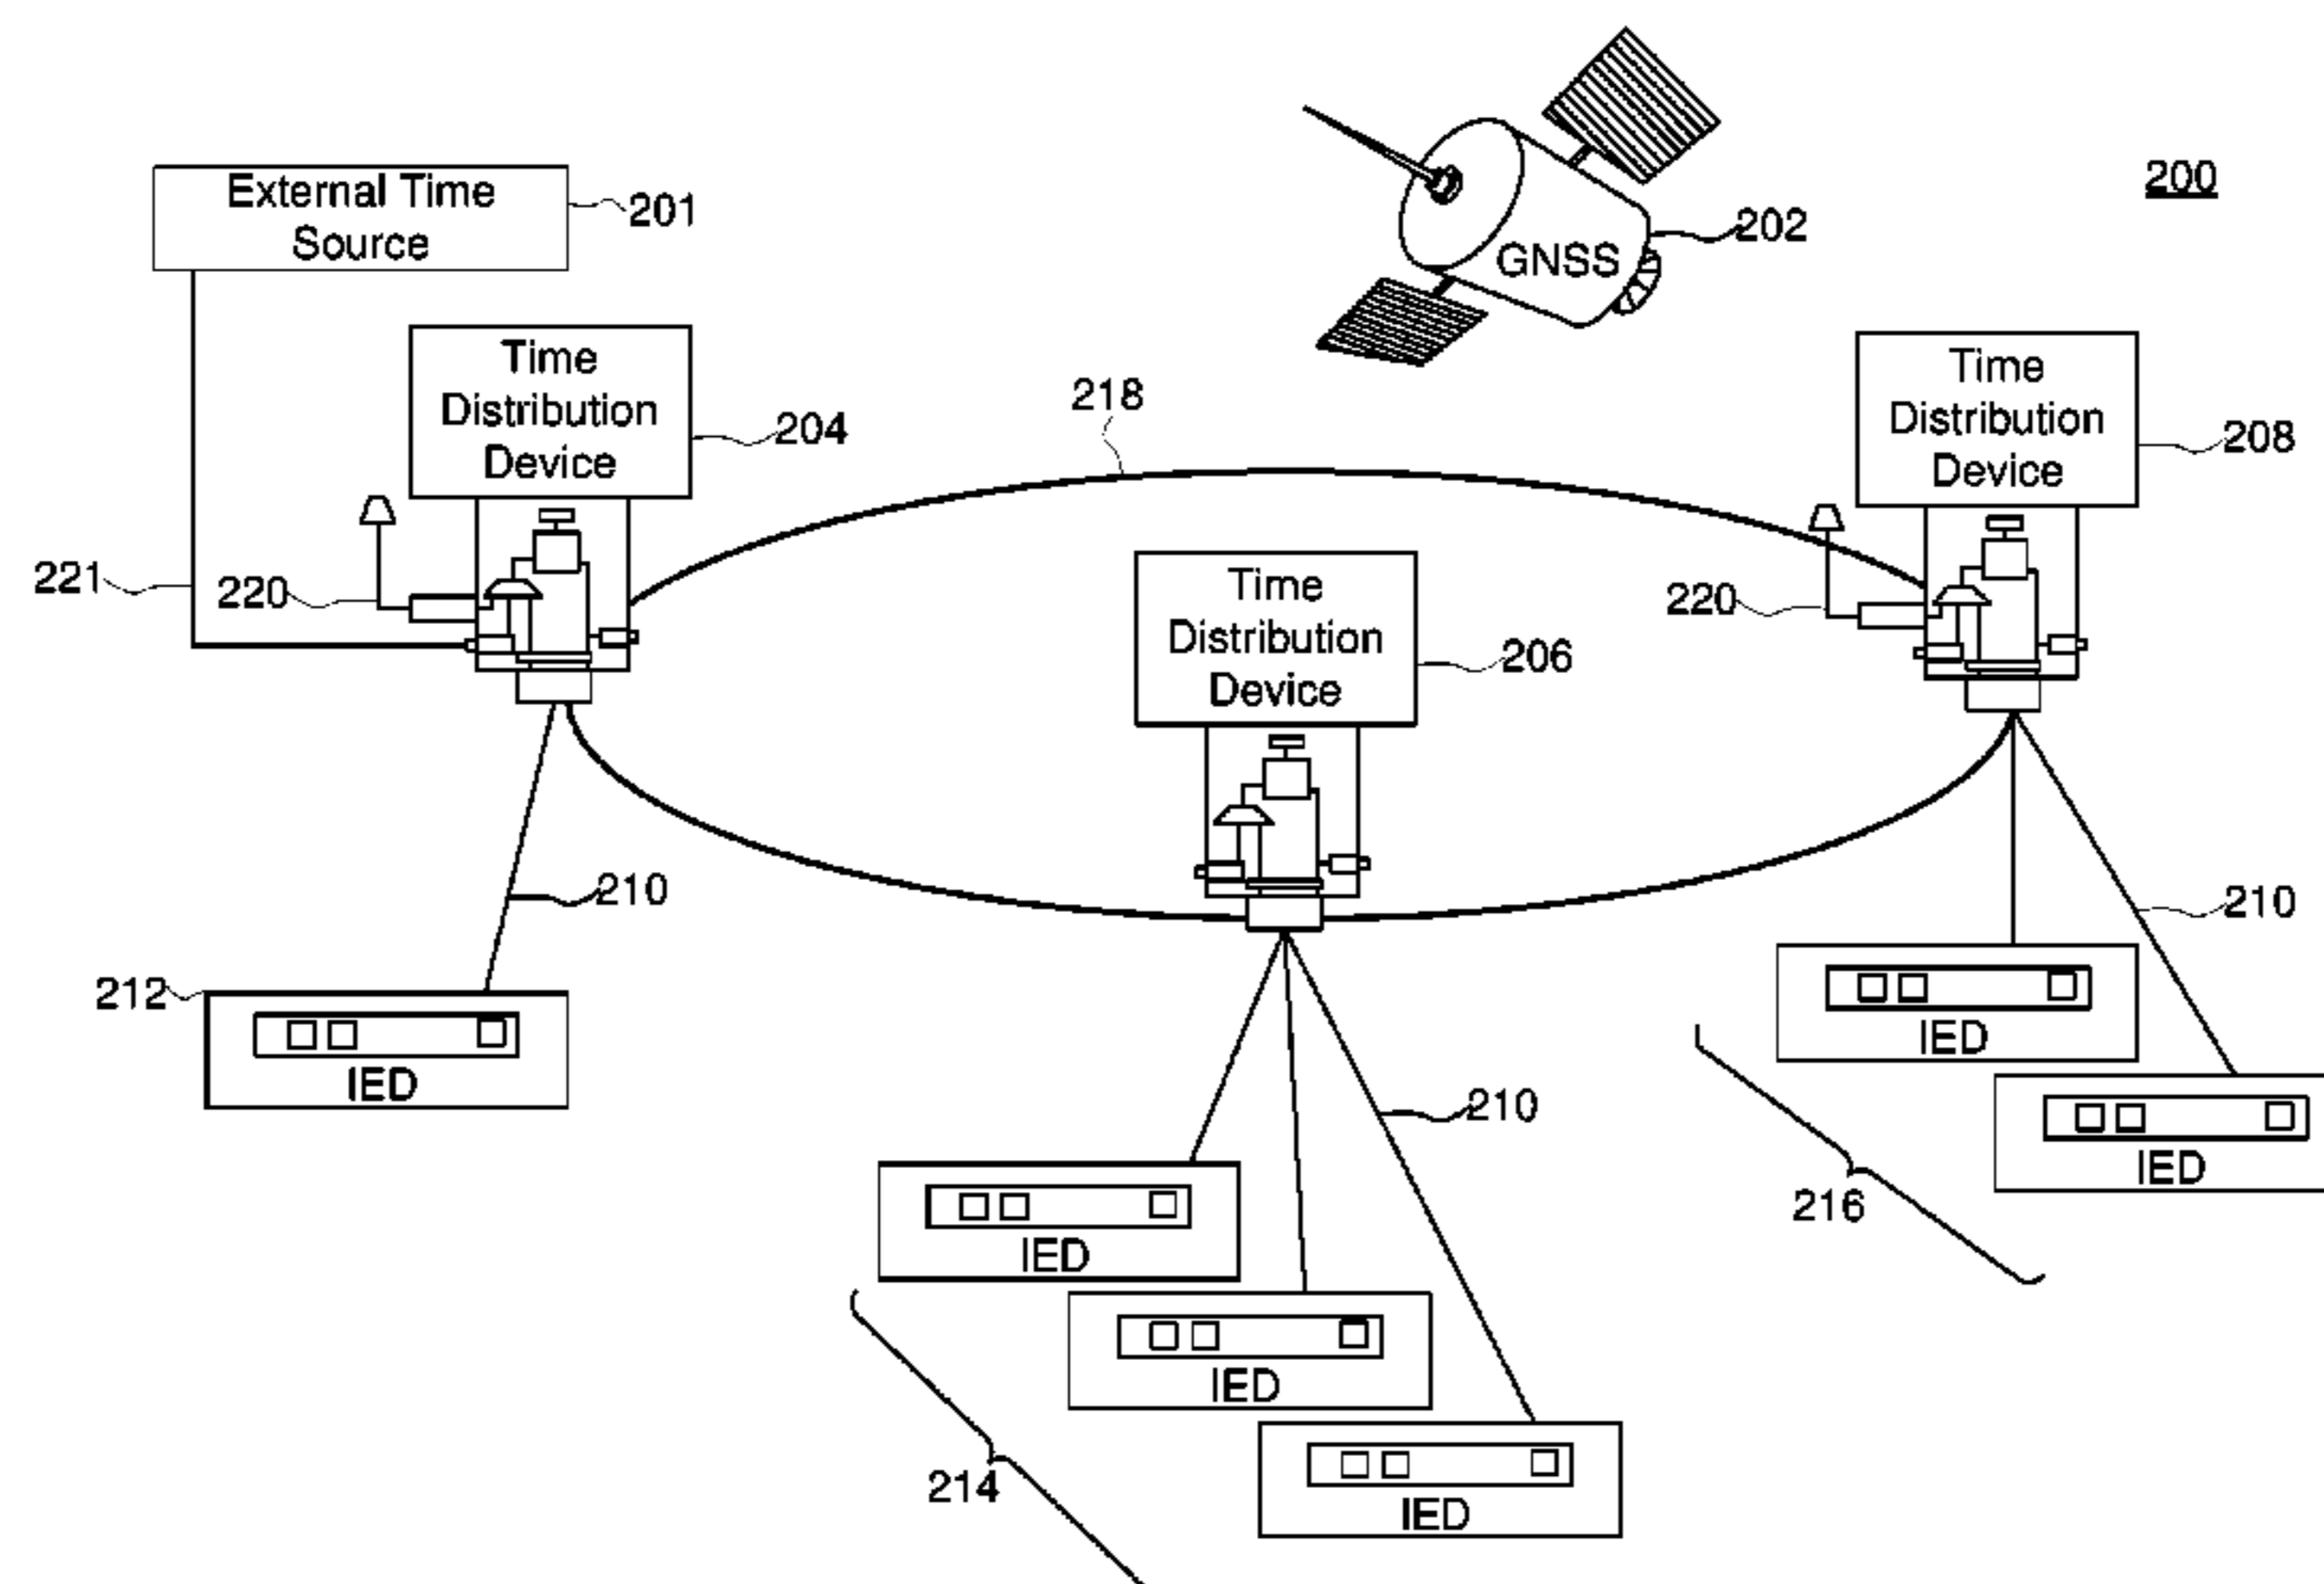 200
External Time
Source
201
GNSS
202
Time
Distribution
Device
204
218
Time
Distribution
Device
208
221
220
Time
Distribution
Device
206
220
210
210
212
IED
IED
210
IED
216
IED
IED
214
IED